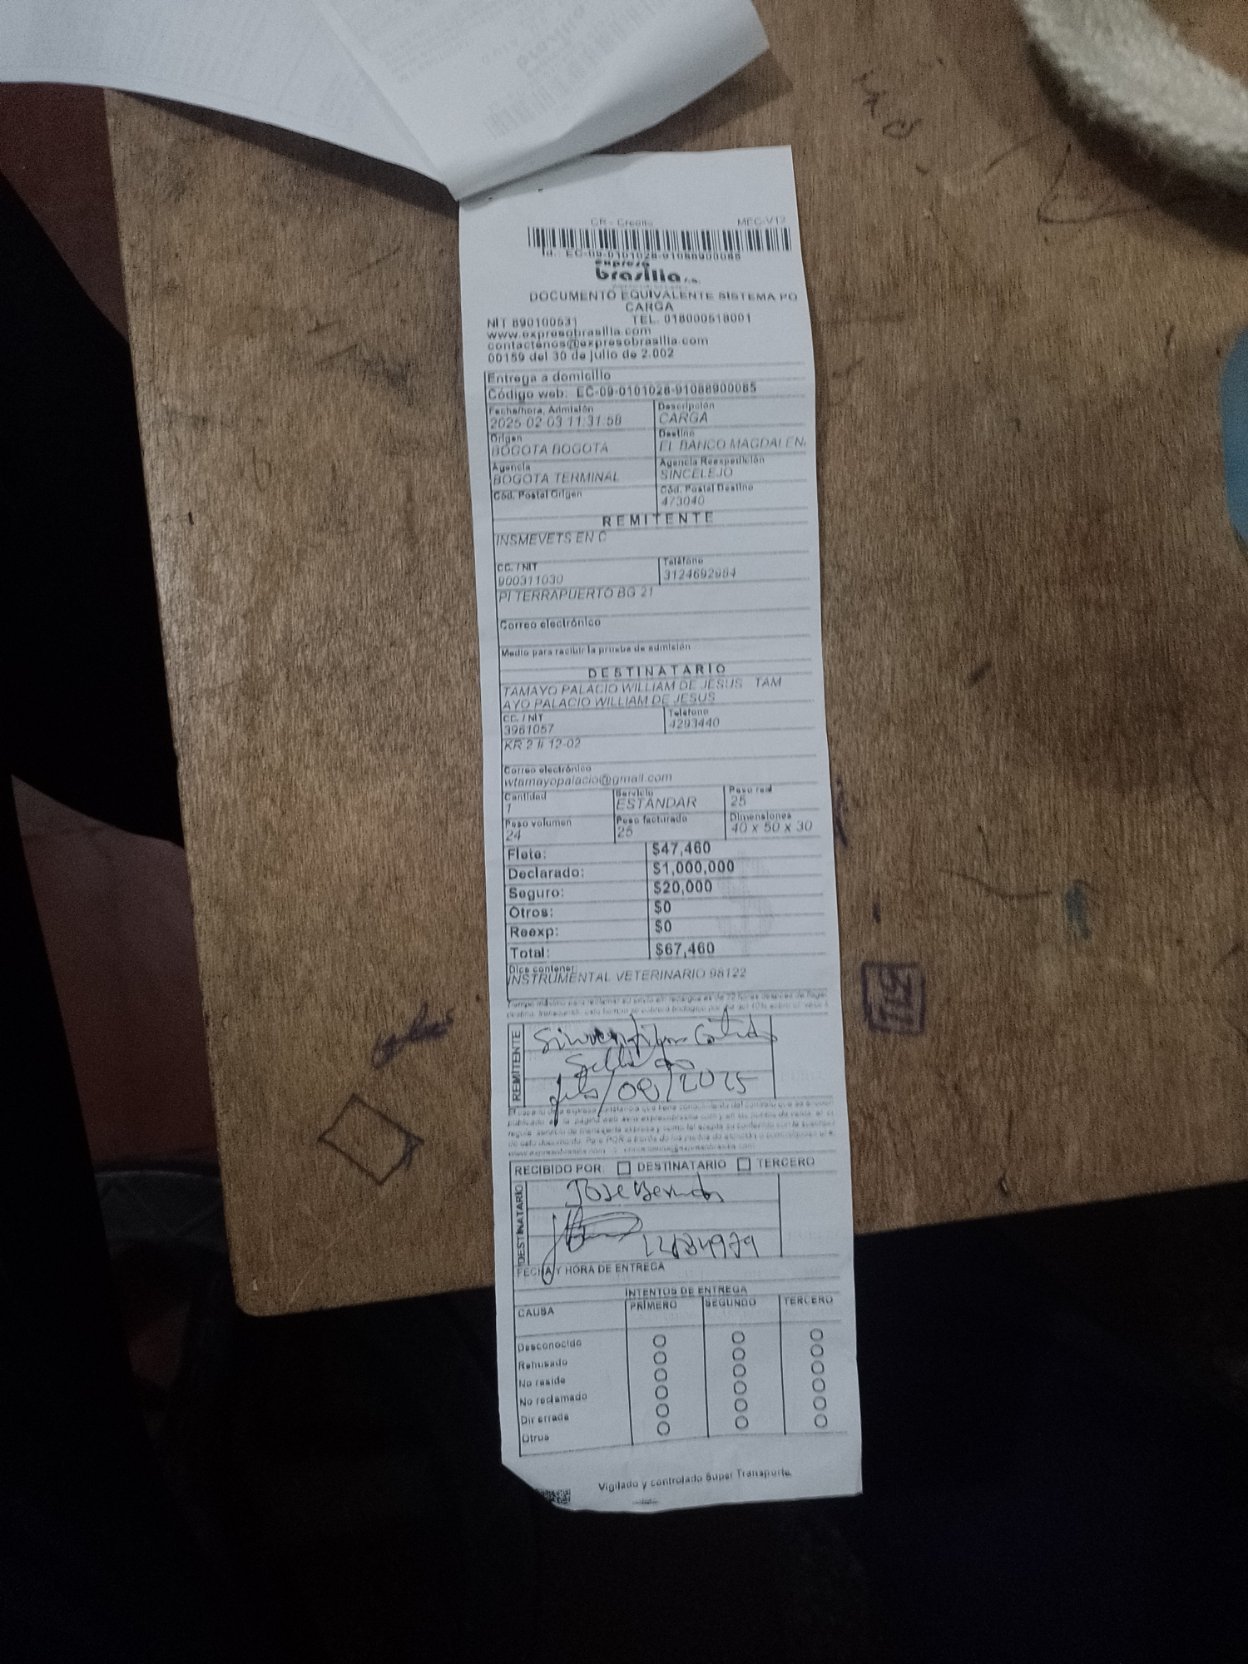 CR - Credito MEC-V12
Id.: EC-09-0101028-91088900085
expreso
brasilia s.a.
DOCUMENTO EQUIVALENTE SISTEMA PO
CARGA
NIT 890100531 TEL. 018000518001
www.expresobrasilia.com
contactenos@expresobrasilia.com
00159 del 30 de julio de 2.002
Entrega a domicilio
Código web: EC-09-0101028-91088900085
Fecha/hora, Admisión Descripción
2025-02-03 11:31:58 CARGA
Origen Destino
BOGOTA BOGOTA EL BANCO MAGDALEN
Agencia Agencia Reexpedición
BOGOTA TERMINAL SINCELEJO
Cód. Postal Origen Cód. Postal Destino
473040
REMITENTE
INSMEVETS EN C
CC. / NIT Teléfono
900311030 3124692984
PI TERRAPUERTO BG 21
Correo electrónico
Medio para recibir la prueba de admisión
DESTINATARIO
TAMAYO PALACIO WILLIAM DE JESUS TAM
AYO PALACIO WILLIAM DE JESUS
CC. / NIT Teléfono
3961057 4293440
KR 2 # 12-02
Correo electrónico
wtamayopalacio@gmail.com
Cantidad Servicio Peso real
1 ESTANDAR 25
Peso volumen Peso facturado Dimensiones
24 25 40 x 50 x 30
Flete: $47,460
Declarado: $1,000,000
Seguro: $20,000
Otros: $0
Reexp: $0
Total: $67,460
Dice contener:
INSTRUMENTAL VETERINARIO 98122
REMITENTE
/08/2025
RECIBIDO POR: DESTINATARIO TERCERO
DESTINATARIO
Jose
FECHA Y HORA DE ENTREGA
INTENTOS DE ENTREGA
CAUSA PRIMERO SEGUNDO TERCERO
Desconocido
Rehusado
No reside
No reclamado
Dir errada
Otros
Vigilado y controlado Super Transporte.